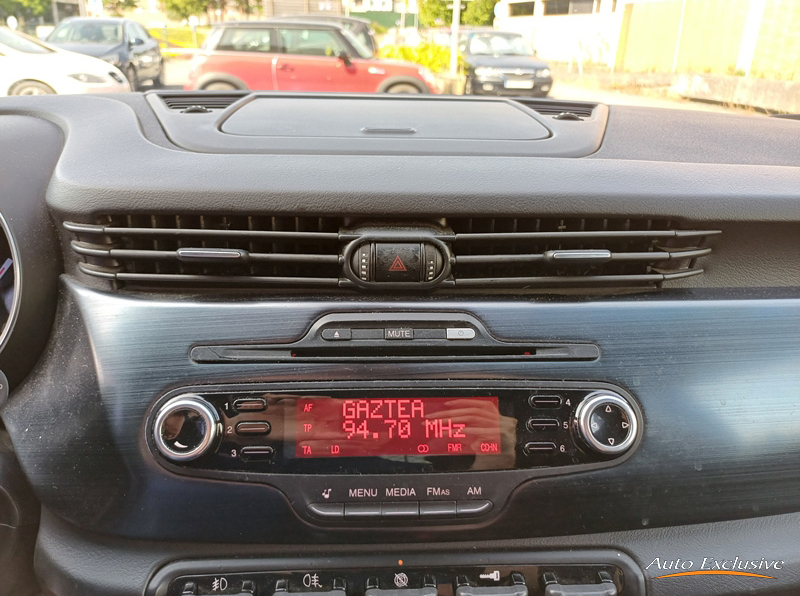 MUTE
AF GAZTEA
TP 94.70 MHz
TA LD CD FMR
1 2 3
4 5 6
MENU MEDIA FMAS AM
Auto Exclusive